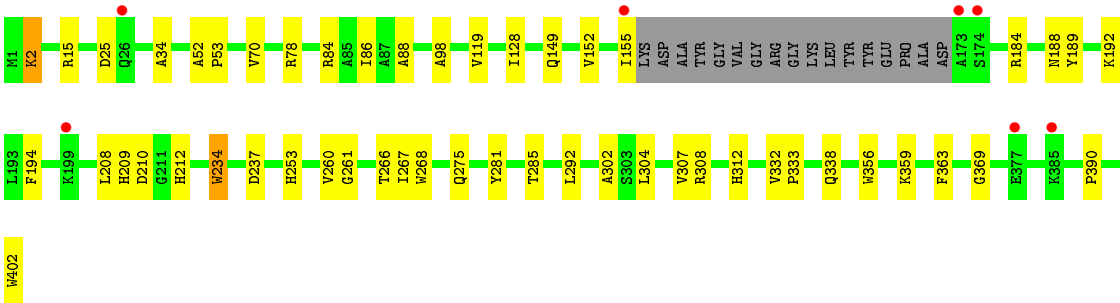 M1 K2 R15 D25 Q26 A34 A52 P53 V70 R78 R84 A85 I86 A87 A88 A98 V119 I128 Q149 V152 I155 LYS ASP ALA TYR GLY VAL GLY ARG GLY LYS LEU TYR TYR GLU PRO ALA ASP A173 S174 R184 N188 Y189 K192
L193 F194 K199 L208 H209 D210 G211 H212 W234 D237 H253 V260 G261 T266 I267 W268 Q275 Y281 T285 L292 A302 S303 L304 V307 R308 H312 V332 P333 Q338 W356 K359 F363 G369 E377 K385 P390
W402